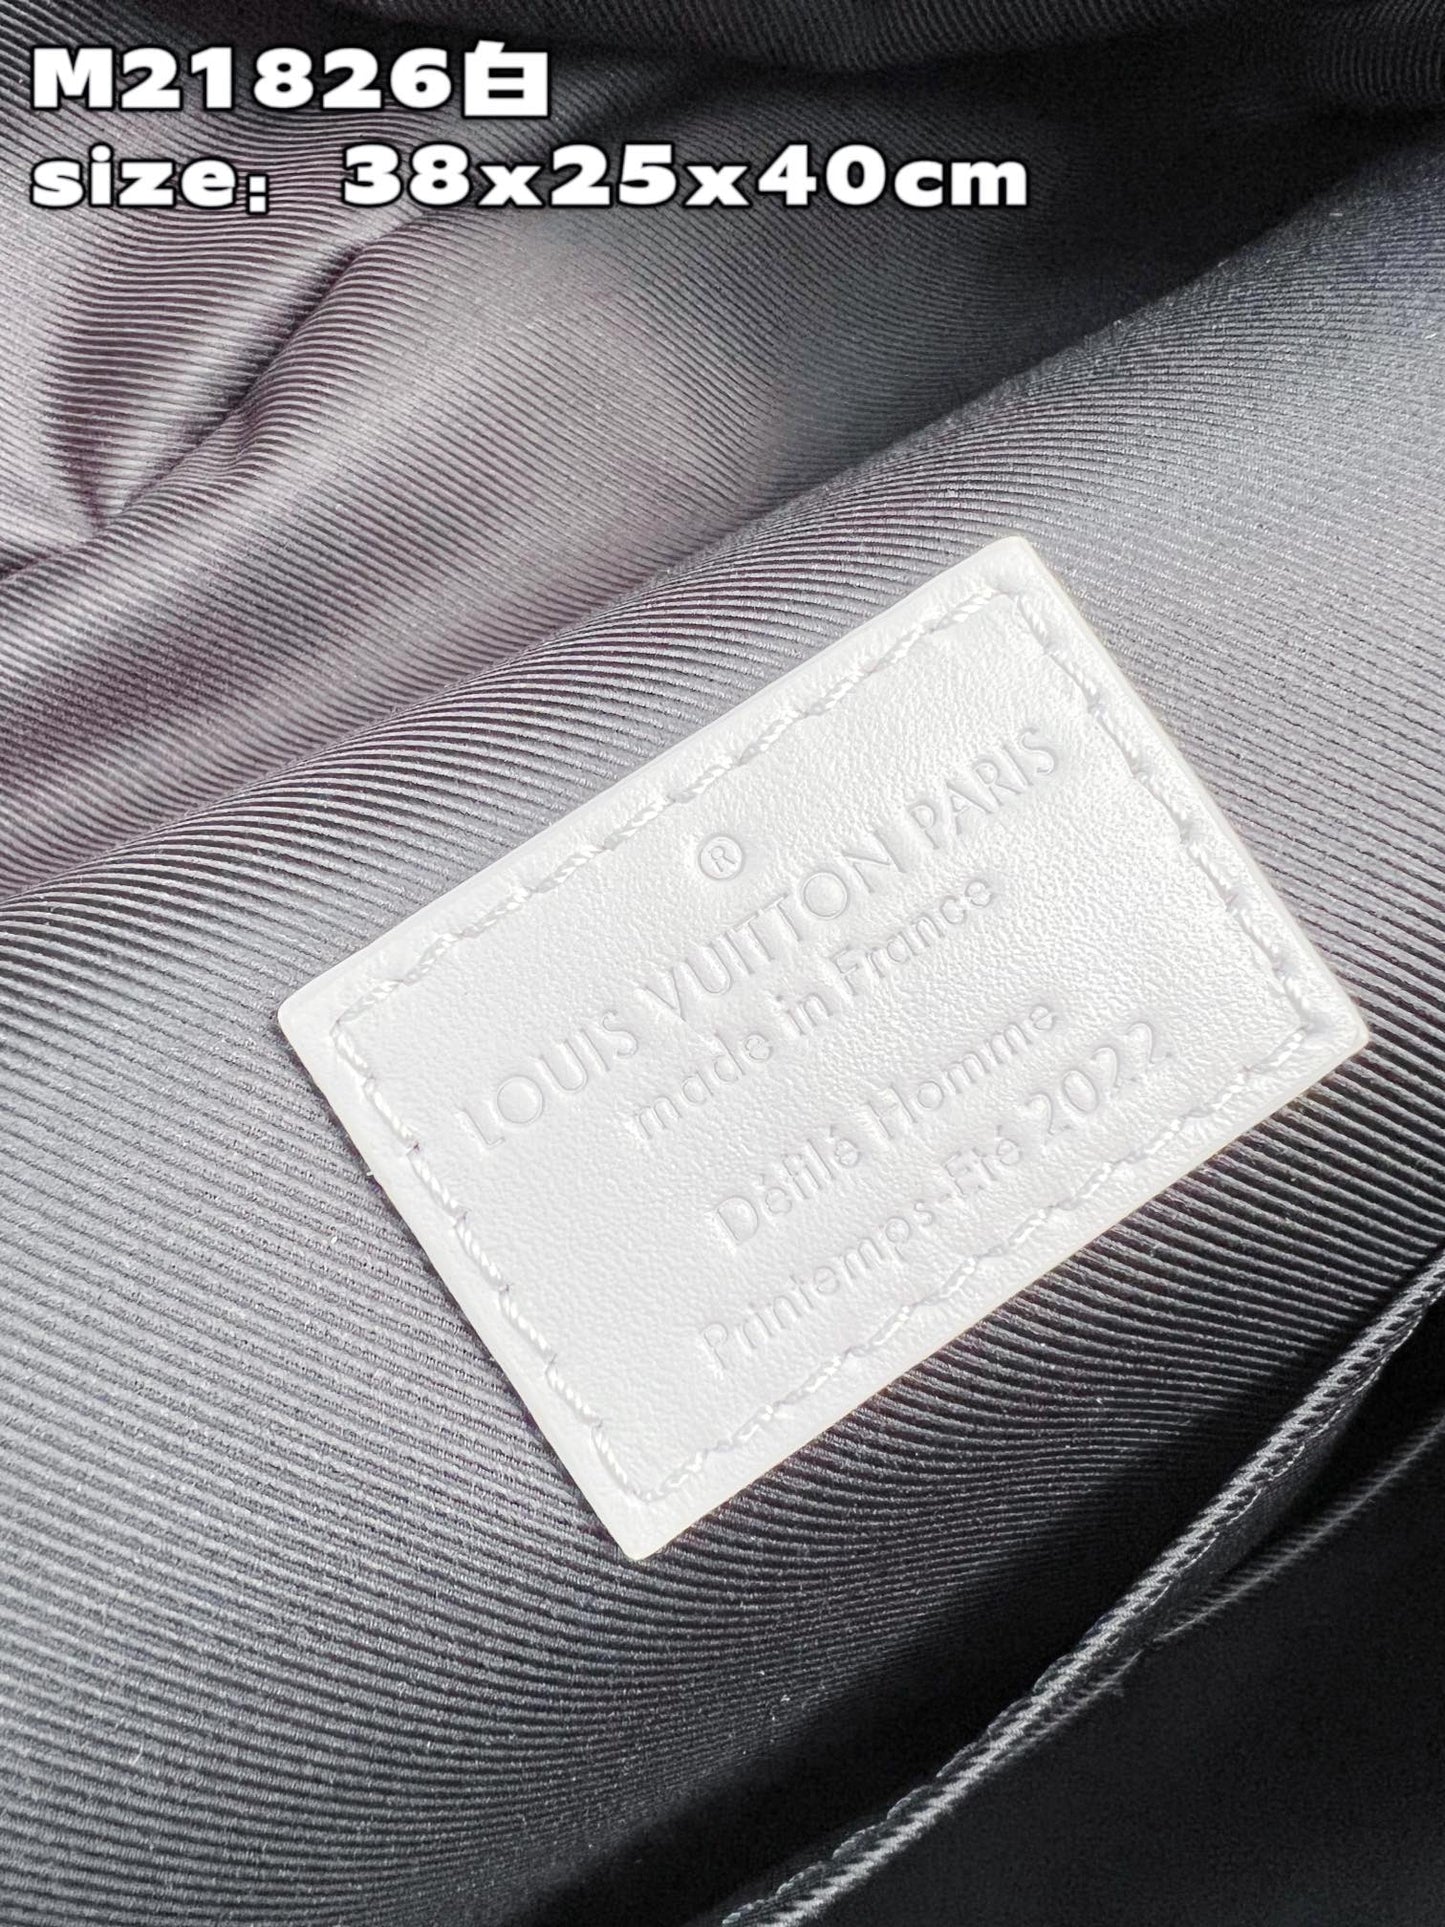 M21826白
size：38x25x40cm
®
LOUIS VUITTON PARIS
made in France
Défilé Homme
Printemps-Eté 2022